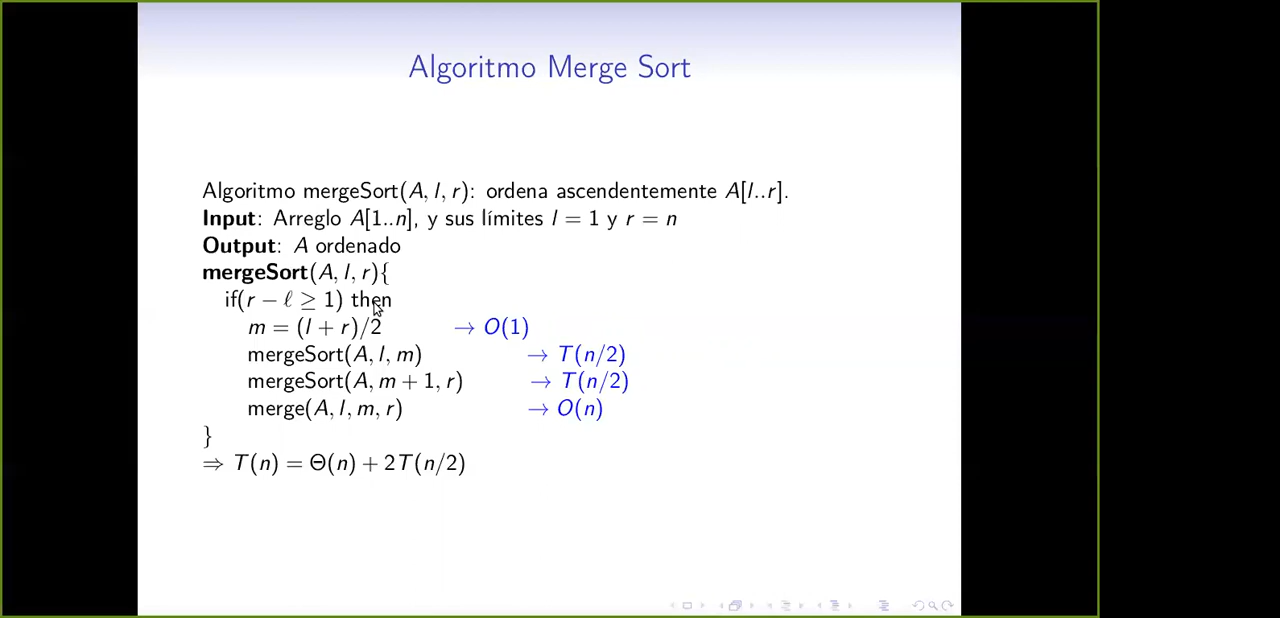 Algoritmo Merge Sort
Algoritmo mergeSort(A, l, r): ordena ascendentemente A[l..r].
Input: Arreglo A[1..n], y sus límites l = 1 y r = n
Output: A ordenado
mergeSort(A, l, r){
if(r − ℓ ≥ 1) then
m = (l + r)/2 → O(1)
mergeSort(A, l, m) → T(n/2)
mergeSort(A, m + 1, r) → T(n/2)
merge(A, l, m, r) → O(n)
}
⇒ T(n) = Θ(n) + 2T(n/2)